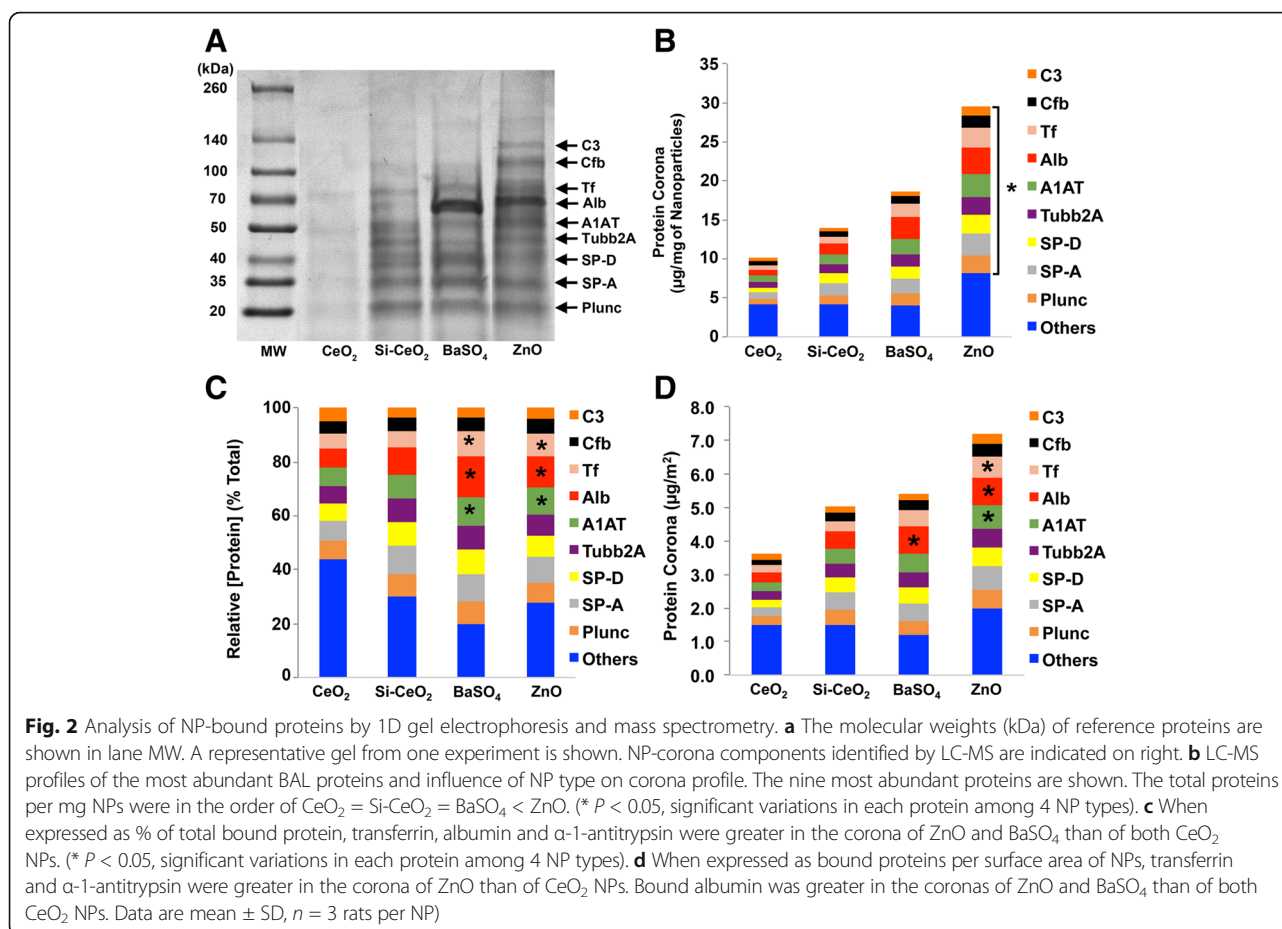 A
(kDa)
260
140
100
70
50
40
35
20
C3
Cfb
Tf
Alb
A1AT
Tubb2A
SP-D
SP-A
Plunc
MW CeO₂ Si-CeO₂ BaSO₄ ZnO
B
Protein Corona
(µg/mg of Nanoparticles)
35
30
25
20
15
10
5
0
*
CeO₂ Si-CeO₂ BaSO₄ ZnO
C3
Cfb
Tf
Alb
A1AT
Tubb2A
SP-D
SP-A
Plunc
Others
C
Relative [Protein] (% Total)
100
80
60
40
20
0
* *
* *
* *
CeO₂ Si-CeO₂ BaSO₄ ZnO
C3
Cfb
Tf
Alb
A1AT
Tubb2A
SP-D
SP-A
Plunc
Others
D
Protein Corona (µg/m²)
8.0
7.0
6.0
5.0
4.0
3.0
2.0
1.0
0.0
*
*
*
*
CeO₂ Si-CeO₂ BaSO₄ ZnO
C3
Cfb
Tf
Alb
A1AT
Tubb2A
SP-D
SP-A
Plunc
Others
Fig. 2 Analysis of NP-bound proteins by 1D gel electrophoresis and mass spectrometry. a The molecular weights (kDa) of reference proteins are
shown in lane MW. A representative gel from one experiment is shown. NP-corona components identified by LC-MS are indicated on right. b LC-MS
profiles of the most abundant BAL proteins and influence of NP type on corona profile. The nine most abundant proteins are shown. The total proteins
per mg NPs were in the order of CeO₂ = Si-CeO₂ = BaSO₄ < ZnO. (* P < 0.05, significant variations in each protein among 4 NP types). c When
expressed as % of total bound protein, transferrin, albumin and α-1-antitrypsin were greater in the corona of ZnO and BaSO₄ than of both CeO₂
NPs. (* P < 0.05, significant variations in each protein among 4 NP types). d When expressed as bound proteins per surface area of NPs, transferrin
and α-1-antitrypsin were greater in the corona of ZnO than of CeO₂ NPs. Bound albumin was greater in the coronas of ZnO and BaSO₄ than of both
CeO₂ NPs. Data are mean ± SD, n = 3 rats per NP)